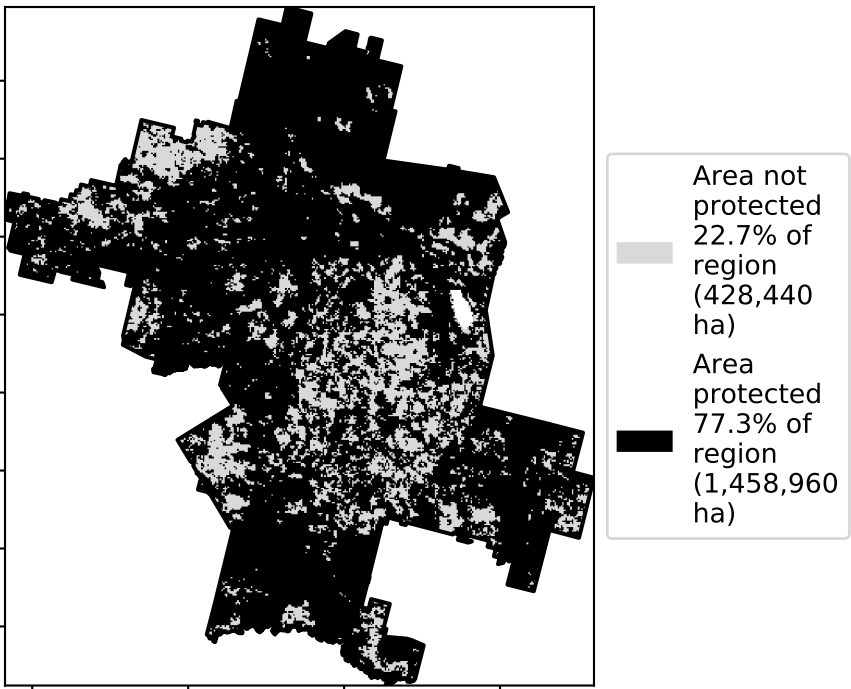 Area not
protected
22.7% of
region
(428,440
ha)
Area
protected
77.3% of
region
(1,458,960
ha)